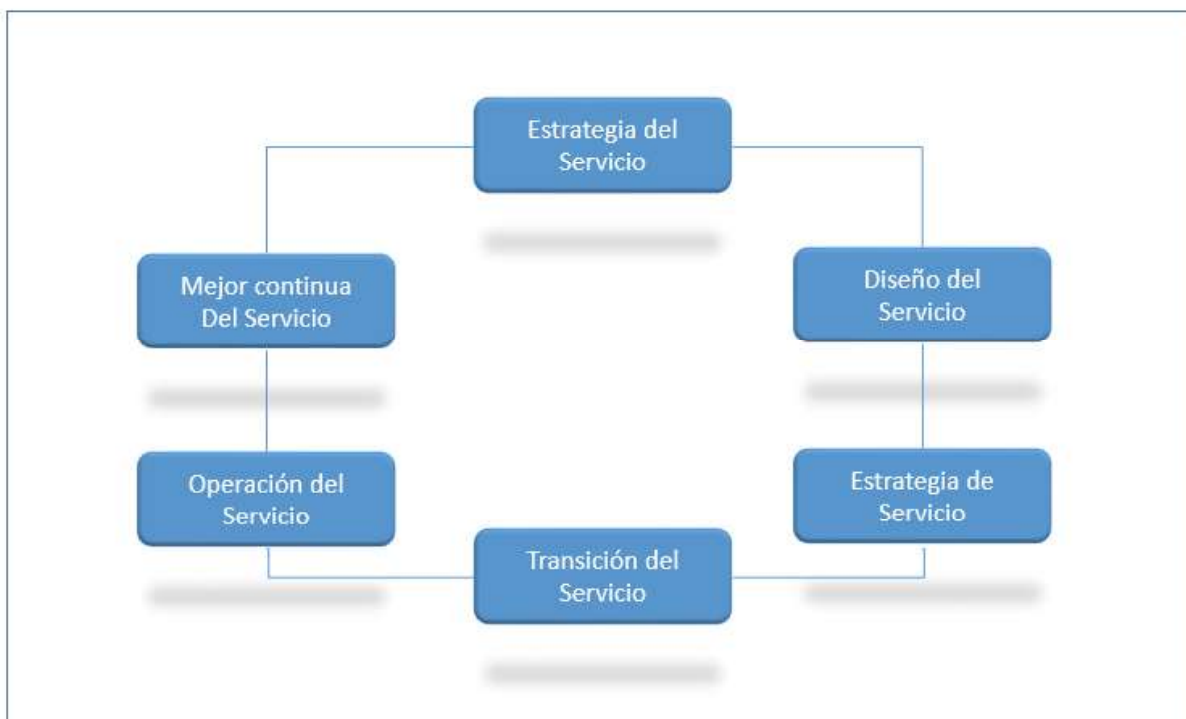 Estrategia del
Servicio
Diseño del
Servicio
Estrategia de
Servicio
Transición del
Servicio
Operación del
Servicio
Mejor continua
Del Servicio